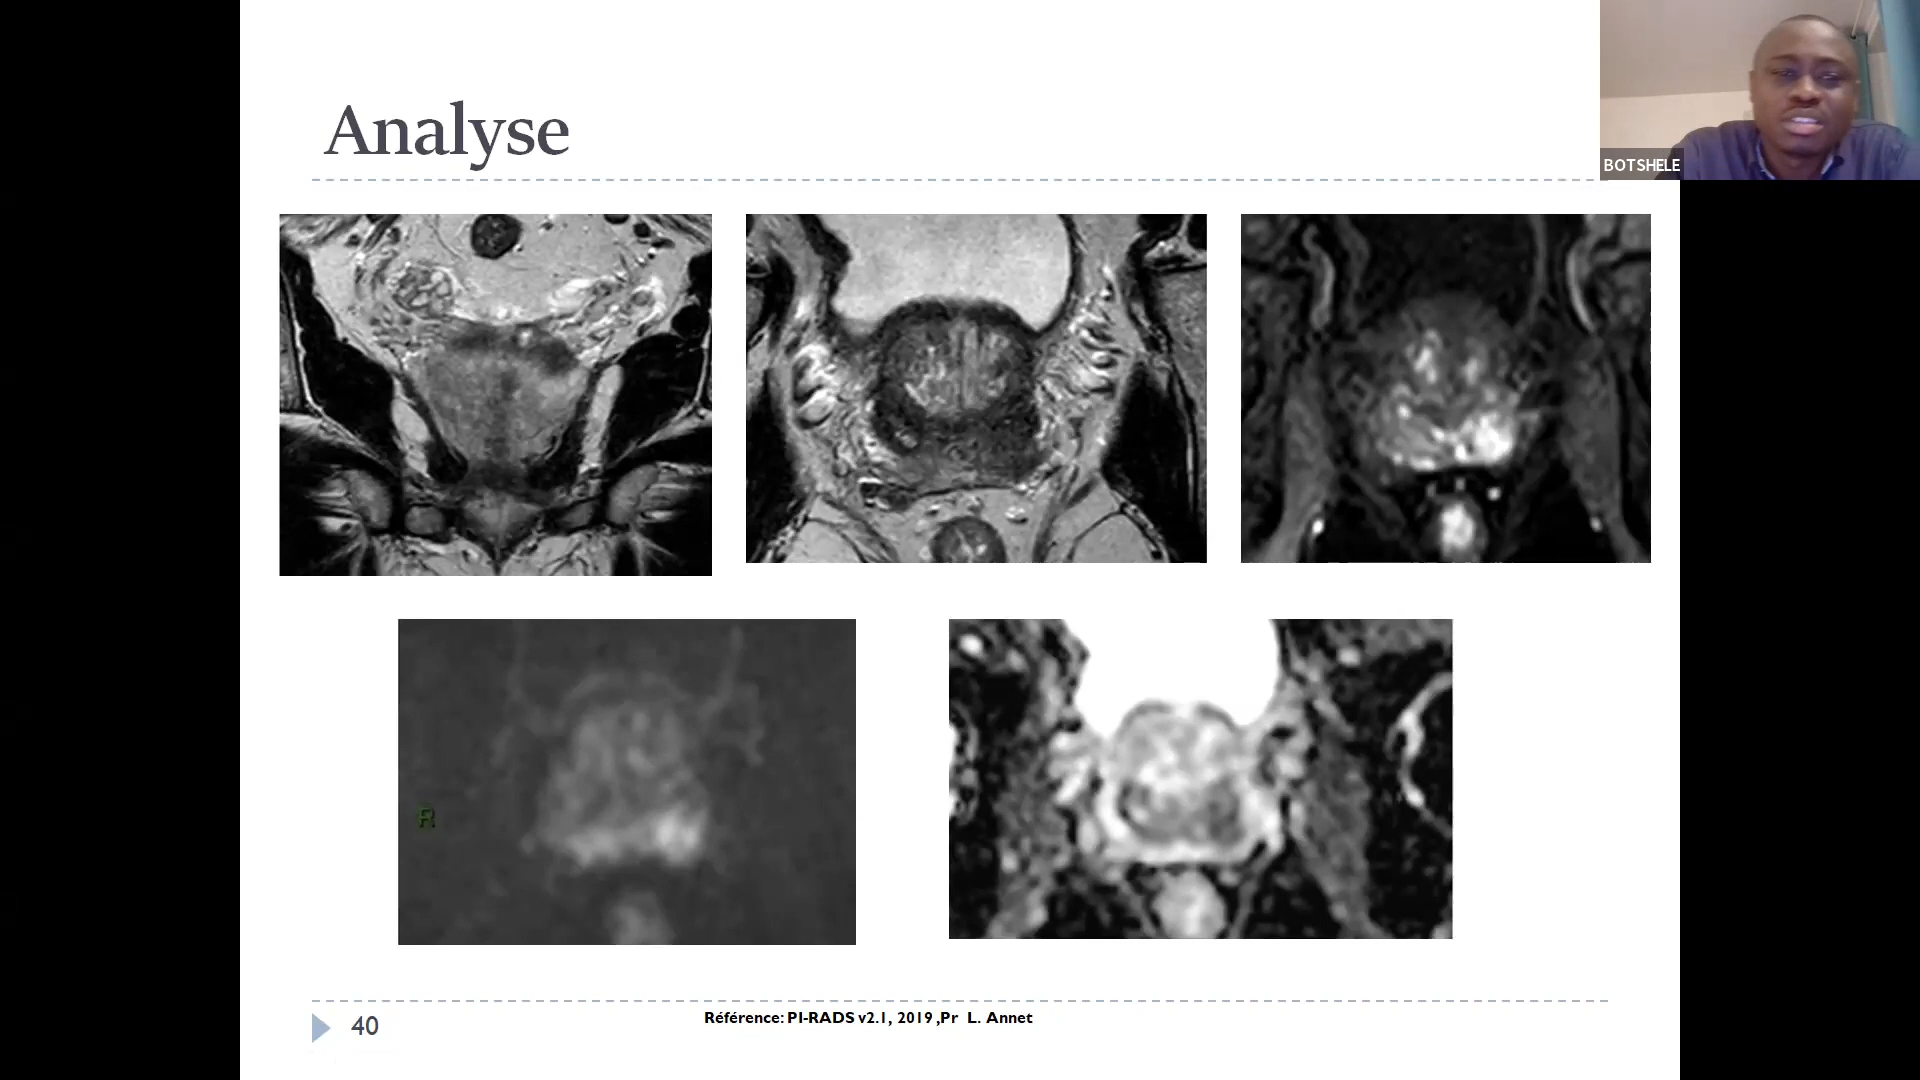 Analyse
BOTSHELE
R
40
Référence: PI-RADS v2.1, 2019 ,Pr L. Annet